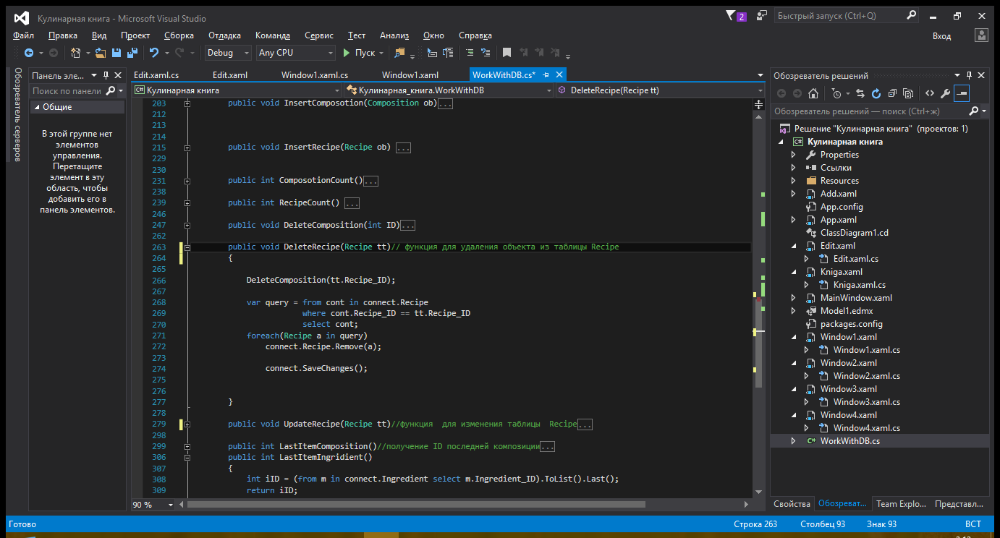 Кулинарная книга - Microsoft Visual Studio
2
Быстрый запуск (Ctrl+Q)
Файл Правка Вид Проект Сборка Отладка Команда Сервис Тест Анализ Окно Справка
Вход
Debug Any CPU Пуск
Обозреватель серверов
Панель эле...
Поиск по панели
Общие
В этой группе нет
элементов
управления.
Перетащите
элемент в эту
область, чтобы
добавить его в
панель элементов.
Edit.xaml.cs Edit.xaml Window1.xaml.cs Window1.xaml WorkWithDB.cs*
C# Кулинарная книга Кулинарная_книга.WorkWithDB DeleteRecipe(Recipe tt)
203 public void InsertComposotion(Composition ob)...
212
213
214
215 public void InsertRecipe(Recipe ob) ...
229
230
231 public int ComposotionCount()...
238
239 public int RecipeCount() ...
246
247 public void DeleteComposition(int ID)...
262
263 public void DeleteRecipe(Recipe tt)// функция для удаления объекта из таблицы Recipe
264 {
265
266 DeleteComposition(tt.Recipe_ID);
267
268 var query = from cont in connect.Recipe
269 where cont.Recipe_ID == tt.Recipe_ID
270 select cont;
271 foreach(Recipe a in query)
272 connect.Recipe.Remove(a);
273
274 connect.SaveChanges();
275
276
277 }
278
279 public void UpdateRecipe(Recipe tt)//функция  для изменения таблицы  Recipe...
298
299 public int LastItemComposition()//получение ID последней композиции...
306 public int LastItemIngridient()
307 {
308 int iID = (from m in connect.Ingredient select m.Ingredient_ID).ToList().Last();
309 return iID;
90 %
Обозреватель решений
Обозреватель решений — поиск (Ctrl+ж)
Решение "Кулинарная книга" (проектов: 1)
C# Кулинарная книга
Properties
Ссылки
Resources
Add.xaml
App.config
App.xaml
ClassDiagram1.cd
Edit.xaml
Edit.xaml.cs
Kniga.xaml
Kniga.xaml.cs
MainWindow.xaml
Model1.edmx
packages.config
Window1.xaml
Window1.xaml.cs
Window2.xaml
Window2.xaml.cs
Window3.xaml
Window3.xaml.cs
Window4.xaml
Window4.xaml.cs
C# WorkWithDB.cs
Свойства Обозреват... Team Explo... Представл...
Готово Строка 263 Столбец 93 Знак 93 ВСТ